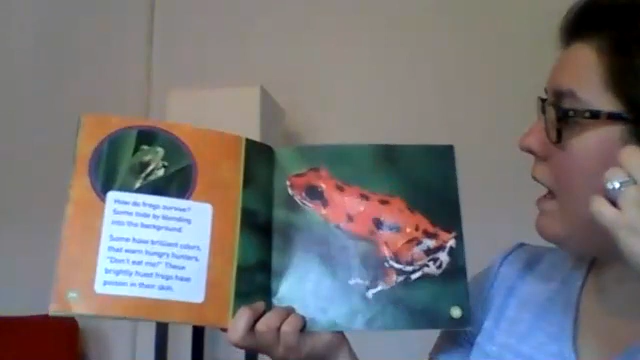 How do frogs survive?
Some hide by blending
into the background.
Some have brilliant colors
that warn hungry hunters,
"Don't eat me!" These
brightly hued frogs have
poison in their skin.